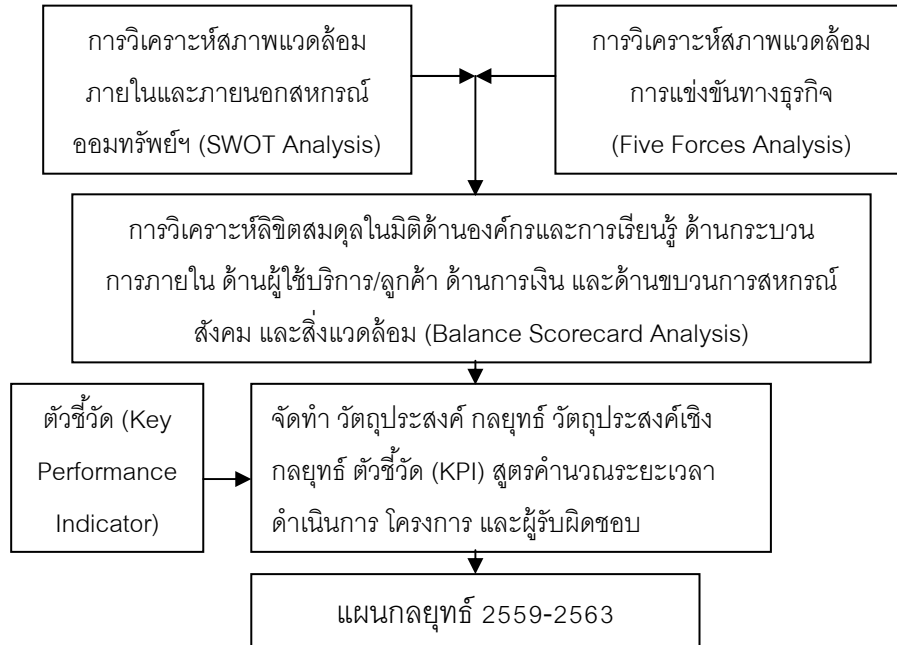 การวิเคราะห์สภาพแวดล้อม
ภายในและภายนอกสหกรณ์
ออมทรัพย์ฯ (SWOT Analysis)
การวิเคราะห์สภาพแวดล้อม
การแข่งขันทางธุรกิจ
(Five Forces Analysis)
การวิเคราะห์ลิขิตสมดุลในมิติด้านองค์กรและการเรียนรู้ ด้านกระบวน
การภายใน ด้านผู้ใช้บริการ/ลูกค้า ด้านการเงิน และด้านขบวนการสหกรณ์
สังคม และสิ่งแวดล้อม (Balance Scorecard Analysis)
ตัวชี้วัด (Key
Performance
Indicator)
จัดทำ วัตถุประสงค์ กลยุทธ์ วัตถุประสงค์เชิง
กลยุทธ์ ตัวชี้วัด (KPI) สูตรคำนวณระยะเวลา
ดำเนินการ โครงการ และผู้รับผิดชอบ
แผนกลยุทธ์ 2559-2563